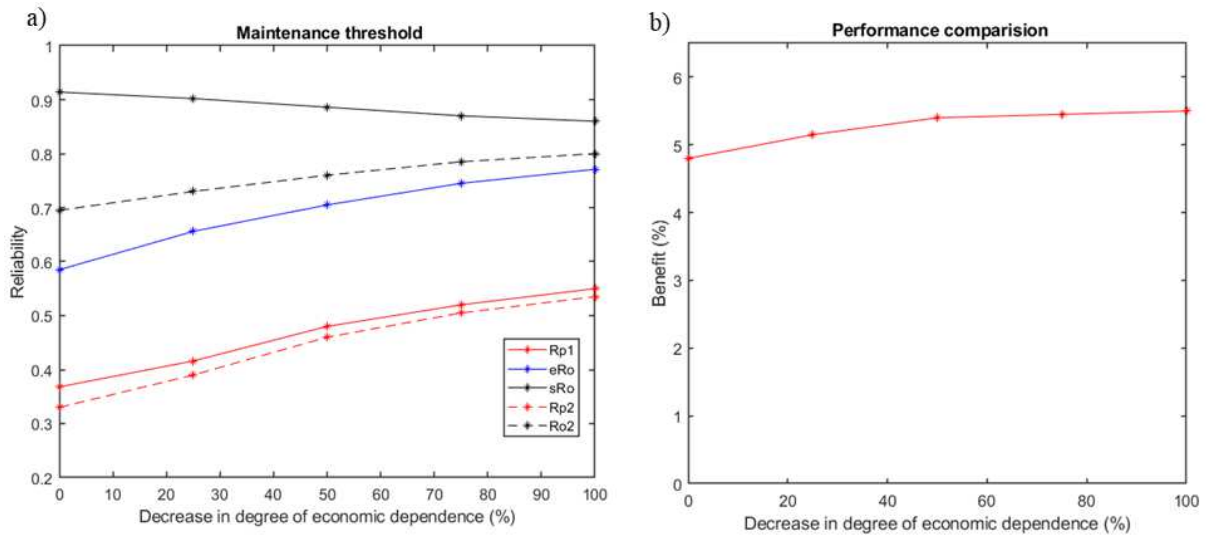 a)
Maintenance threshold
1
0.9
0.8
0.7
0.6
0.5
0.4
0.3
0.2
Reliability
Rp1
eRo
sRo
Rp2
Ro2
0 10 20 30 40 50 60 70 80 90 100
Decrease in degree of economic dependence (%)
b)
Performance comparision
6
5
4
3
2
1
0
Benefit (%)
0 20 40 60 80 100
Decrease in degree of economic dependence (%)